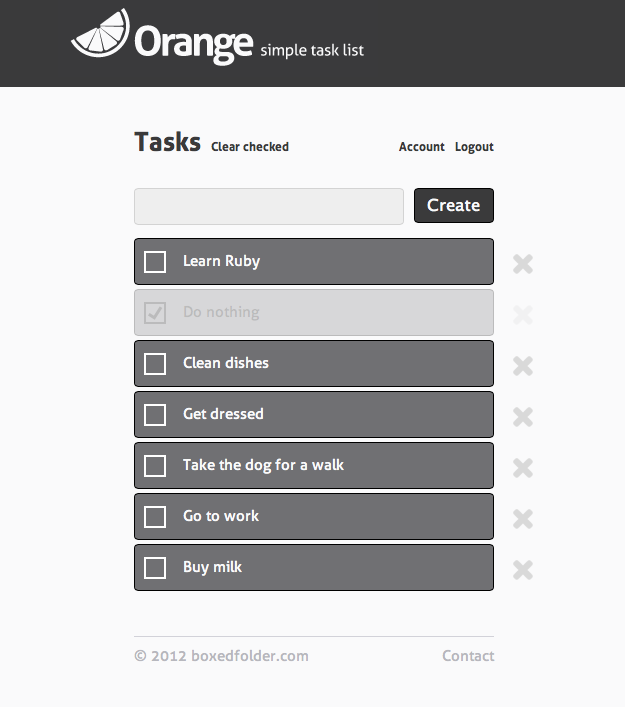 Orange simple task list
Tasks Clear checked Account Logout
Create
Learn Ruby
Do nothing
Clean dishes
Get dressed
Take the dog for a walk
Go to work
Buy milk
© 2012 boxedfolder.com Contact